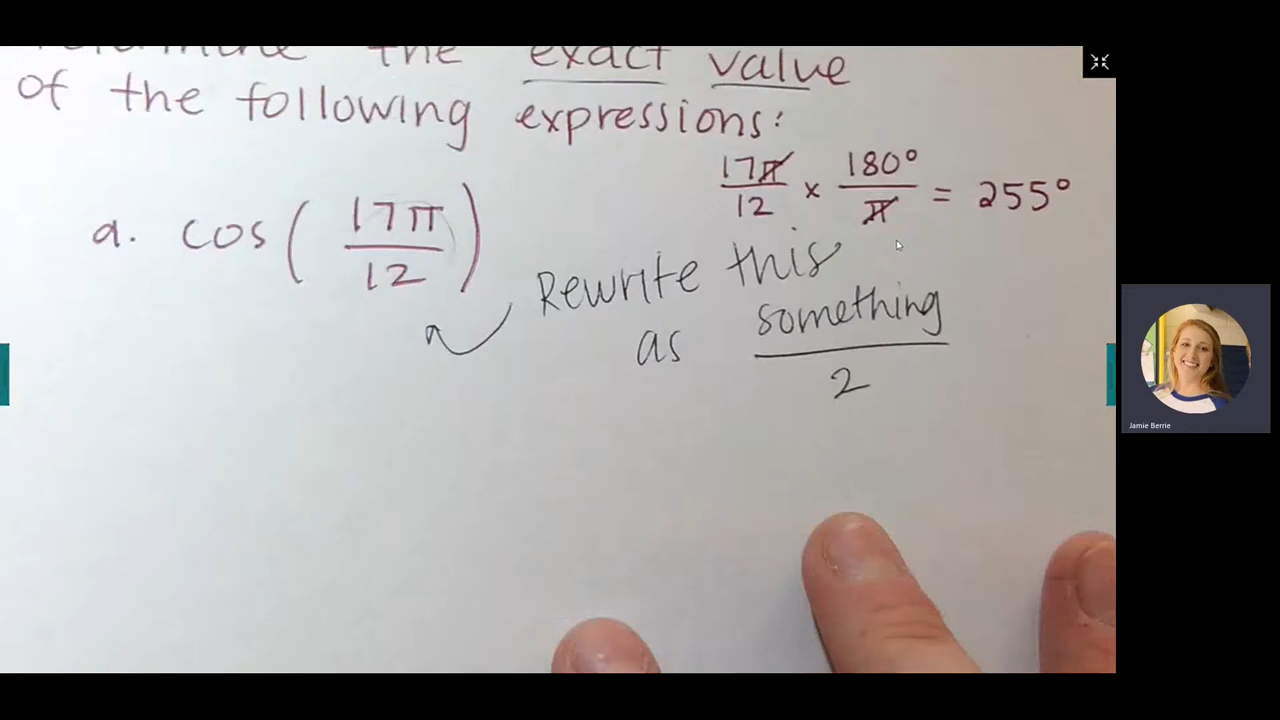 the exact value
of the following expressions:
17π/12 x 180°/π = 255°
a. cos(17π/12)
Rewrite this
as something/2
Jamie Berrie